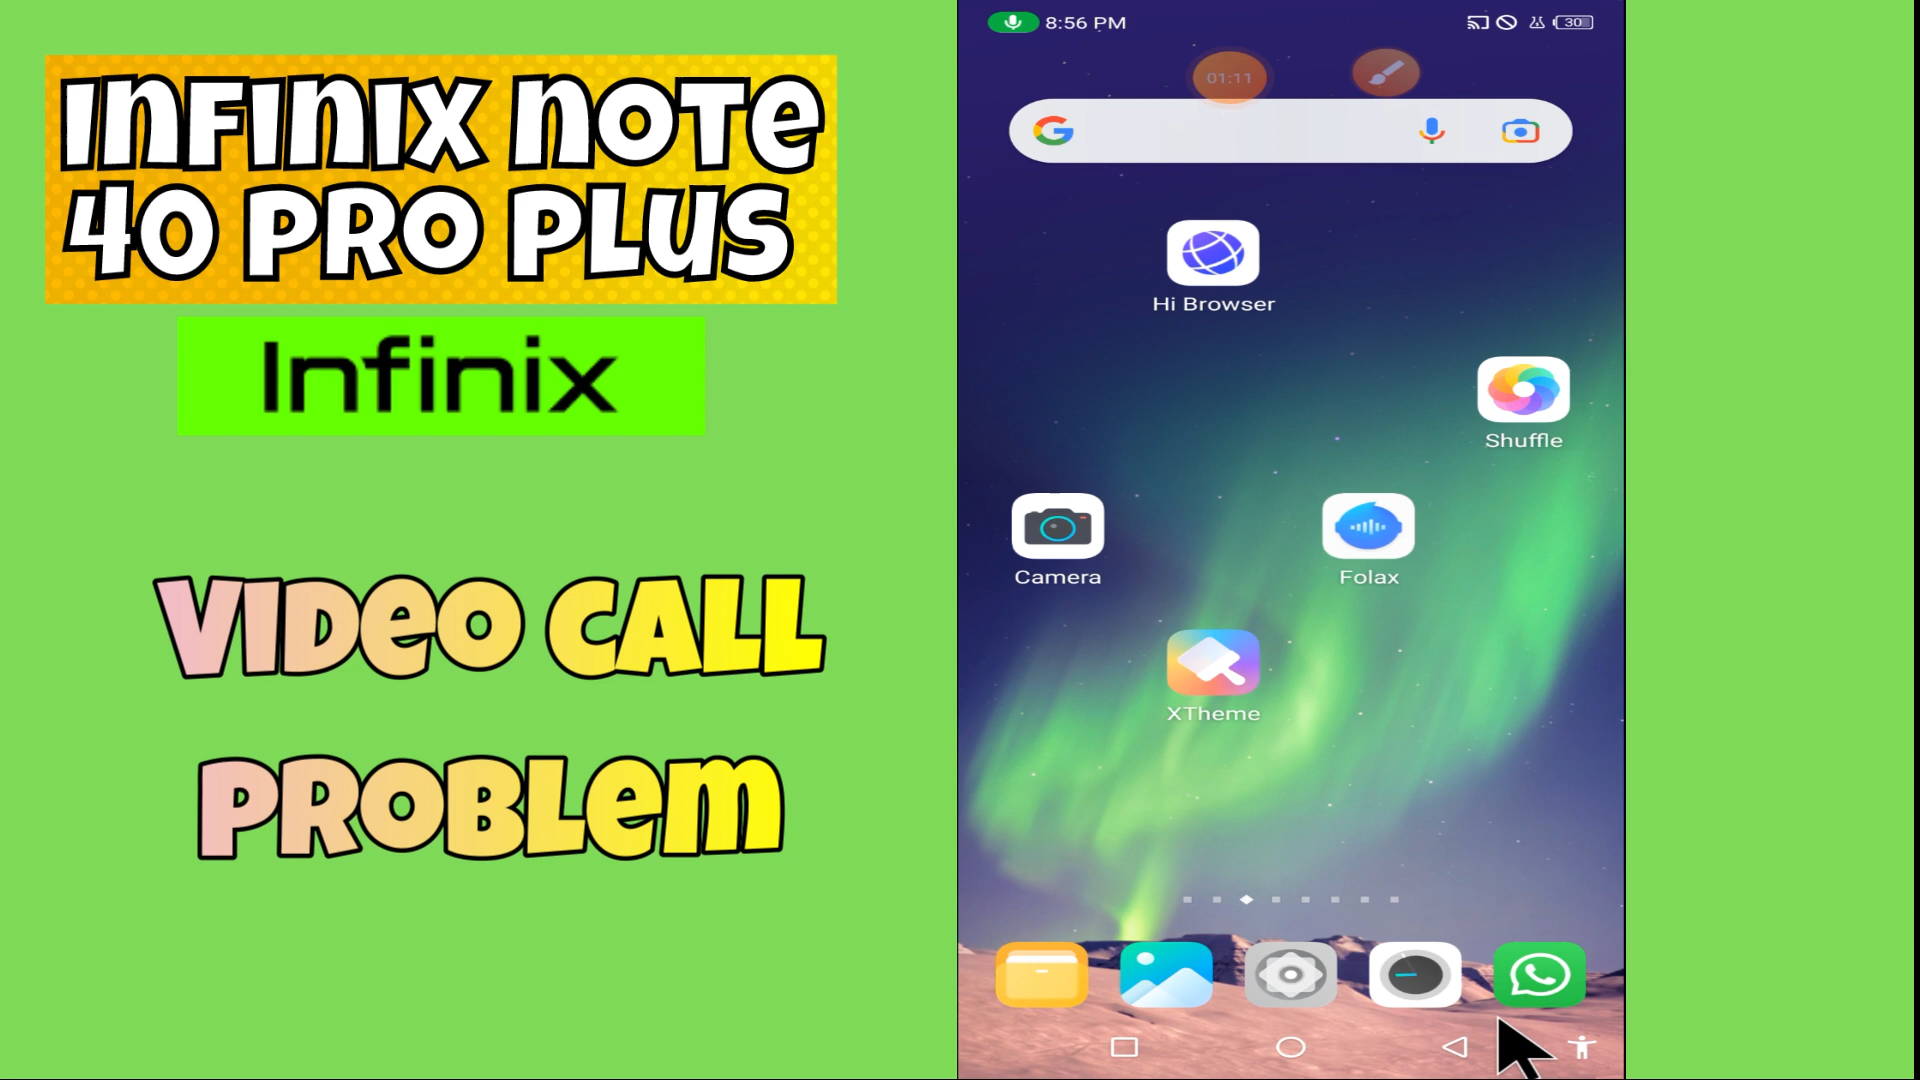 INFINIX NOTE
40 PRO PLUS
Infinix
VIDEO CALL
PROBLEM
8:56 PM
30
01:11
Hi Browser
Shuffle
Camera
Folax
XTheme